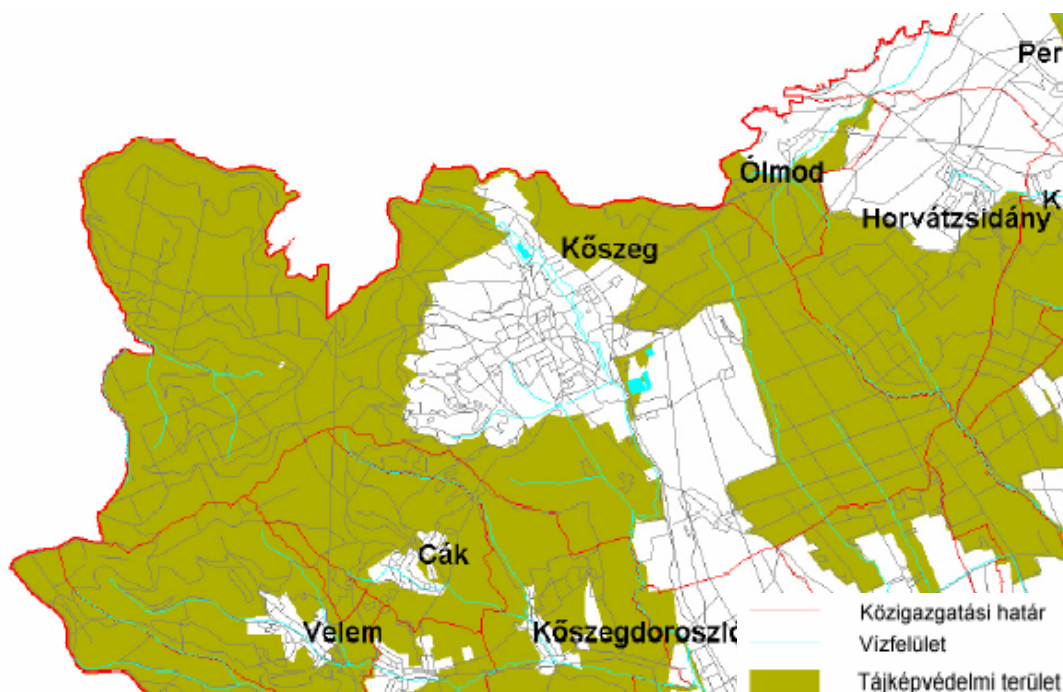 Per
Ólmod
K
Horvátzsidány
Kőszeg
Cák
Velem
Kőszegdoroszló
Közigazgatási határ
Vízfelület
Tájképvédelmi terület